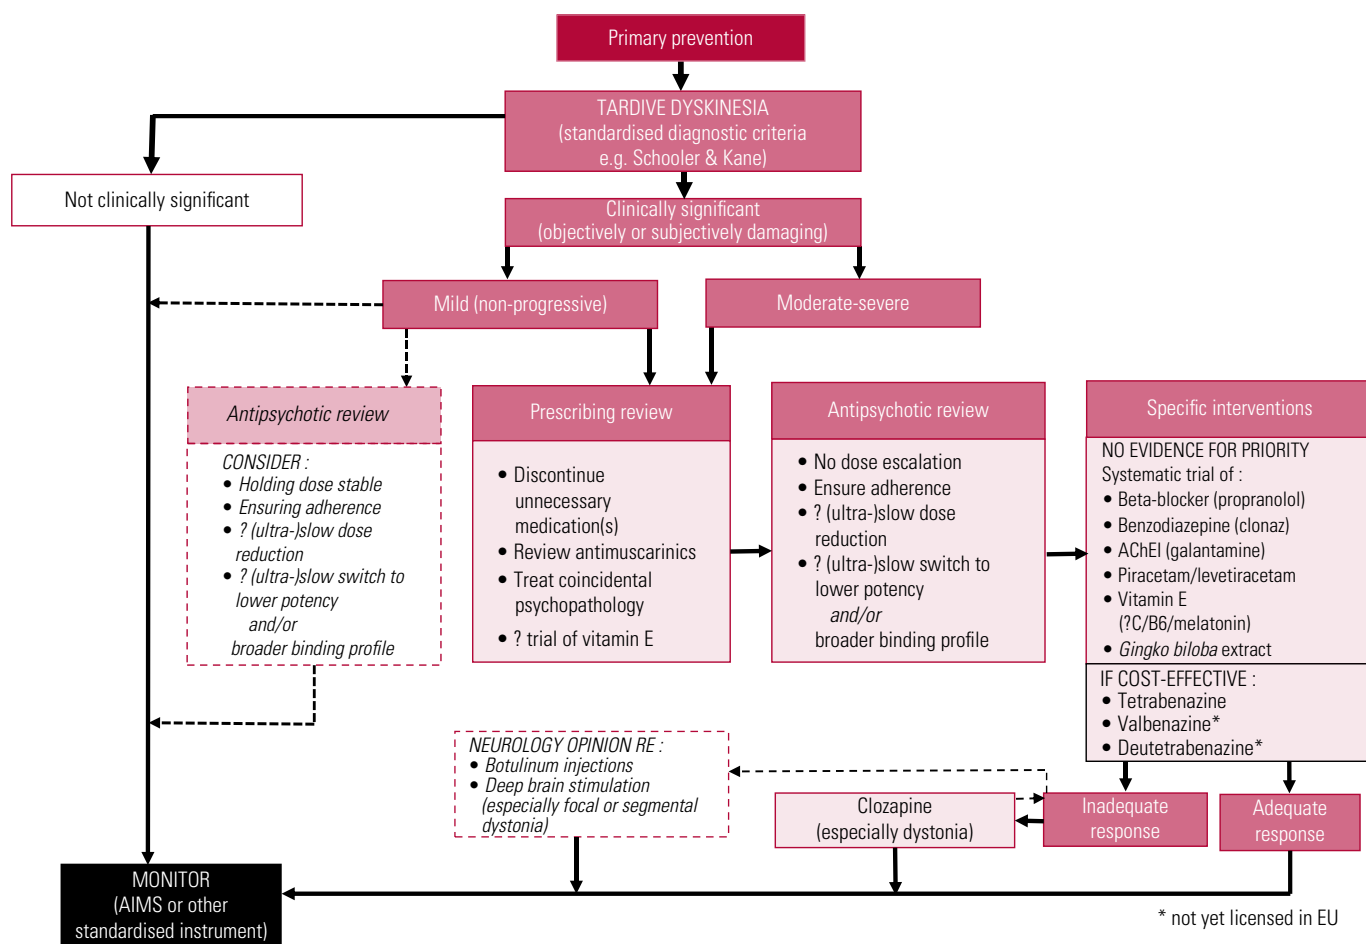 Primary prevention
TARDIVE DYSKINESIA
(standardised diagnostic criteria
e.g. Schooler & Kane)
Not clinically significant
Clinically significant
(objectively or subjectively damaging)
Mild (non-progressive)
Moderate-severe
Antipsychotic review
CONSIDER :
• Holding dose stable
• Ensuring adherence
• ? (ultra-)slow dose
reduction
• ? (ultra-)slow switch to
lower potency
and/or
broader binding profile
Prescribing review
• Discontinue
unnecessary
medication(s)
• Review antimuscarinics
• Treat coincidental
psychopathology
• ? trial of vitamin E
Antipsychotic review
• No dose escalation
• Ensure adherence
• ? (ultra-)slow dose
reduction
• ? (ultra-)slow switch to
lower potency
and/or
broader binding profile
Specific interventions
NO EVIDENCE FOR PRIORITY
Systematic trial of :
• Beta-blocker (propranolol)
• Benzodiazepine (clonaz)
• AChEI (galantamine)
• Piracetam/levetiracetam
• Vitamin E
(?C/B6/melatonin)
• Gingko biloba extract
IF COST-EFFECTIVE :
• Tetrabenazine
• Valbenazine*
• Deutetrabenazine*
NEUROLOGY OPINION RE :
• Botulinum injections
• Deep brain stimulation
(especially focal or segmental
dystonia)
Clozapine
(especially dystonia)
Inadequate
response
Adequate
response
MONITOR
(AIMS or other
standardised instrument)
* not yet licensed in EU